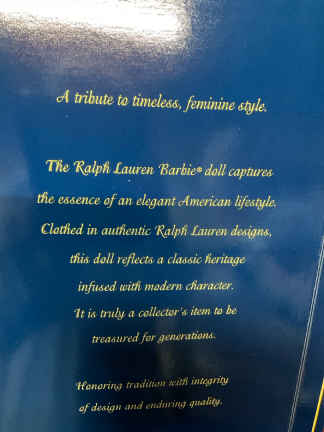 A tribute to timeless, feminine style.
The Ralph Lauren Barbie® doll captures
the essence of an elegant American lifestyle.
Clothed in authentic Ralph Lauren designs,
this doll reflects a classic heritage
infused with modern character.
It is truly a collector's item to be
treasured for generations.
Honoring tradition with integrity
of design and enduring quality.